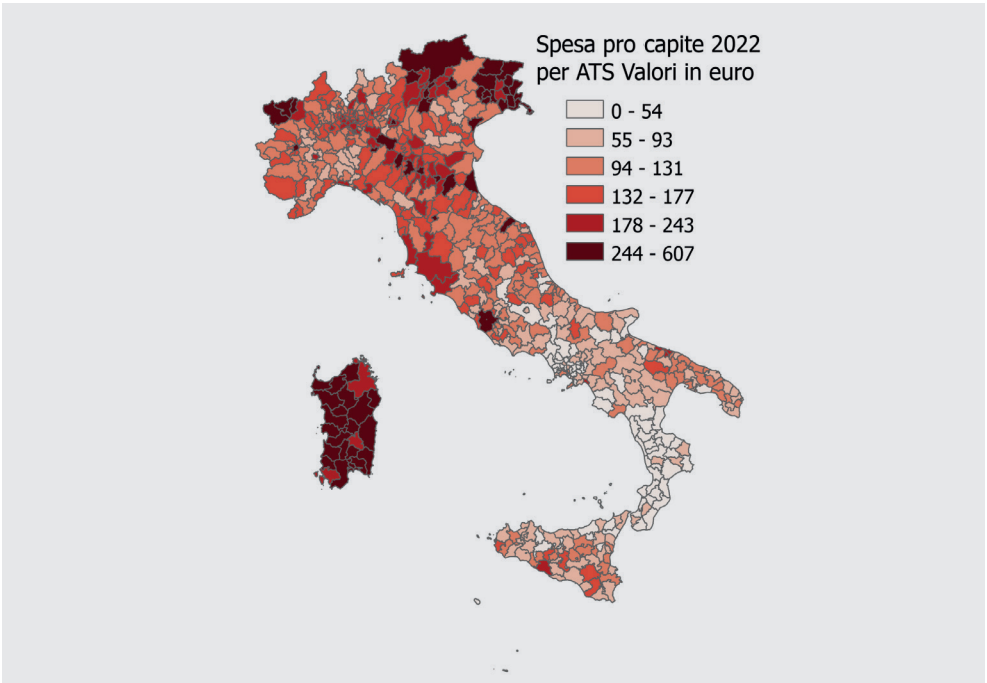 Spesa pro capite 2022
per ATS Valori in euro
0 - 54
55 - 93
94 - 131
132 - 177
178 - 243
244 - 607